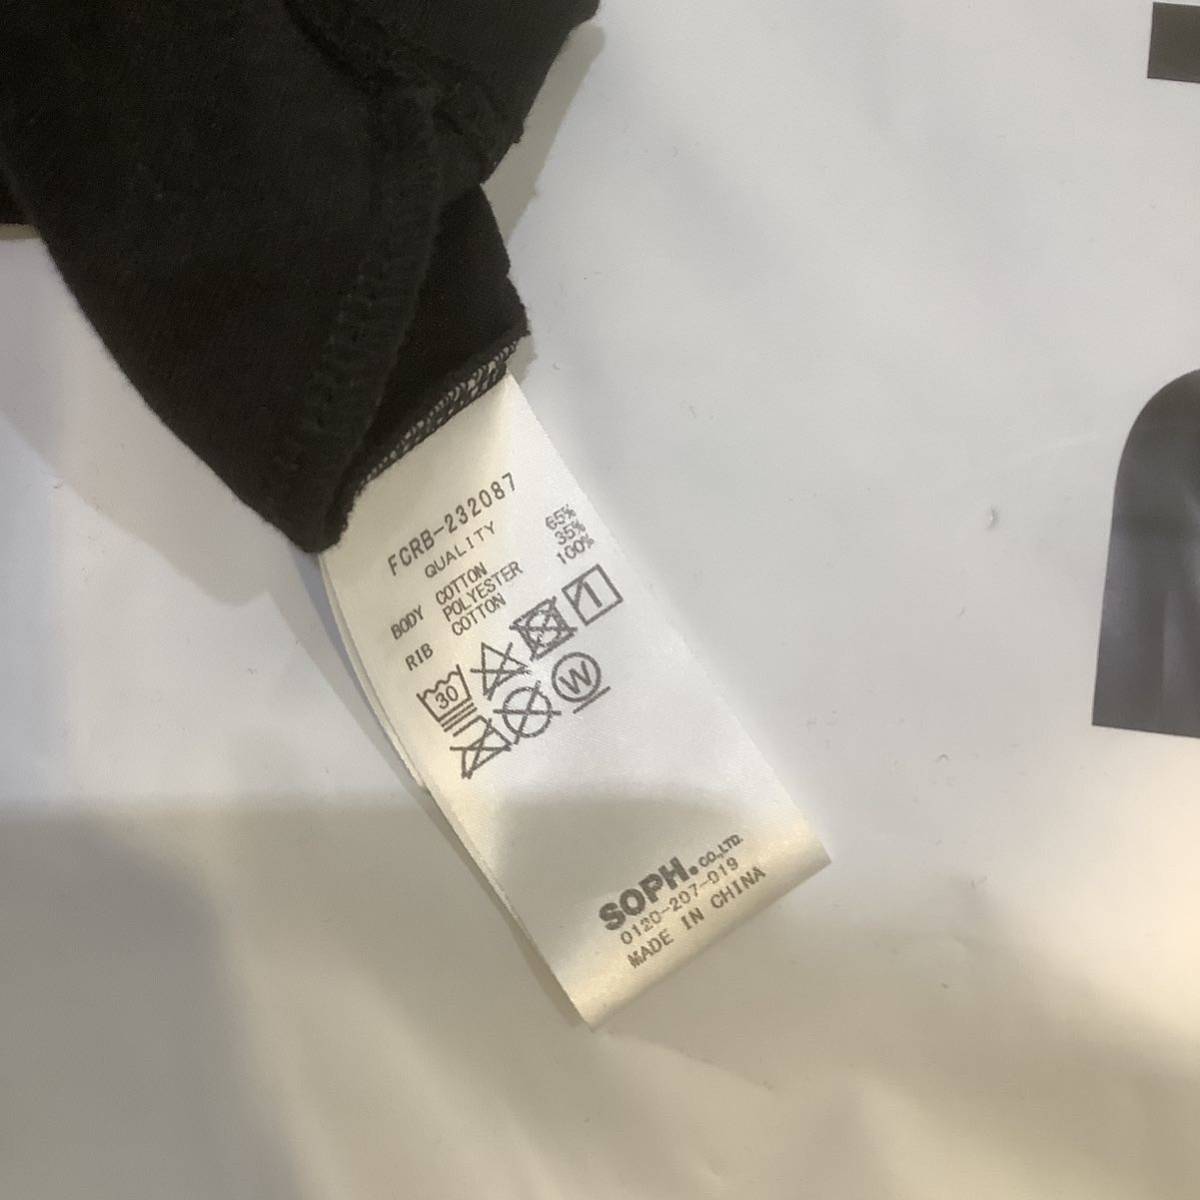 FCRB-232087
QUALITY
BODY COTTON 65%
POLYESTER 35%
RIB COTTON 100%
30
W
SOPH.CO.,LTD.
0120-207-019
MADE IN CHINA